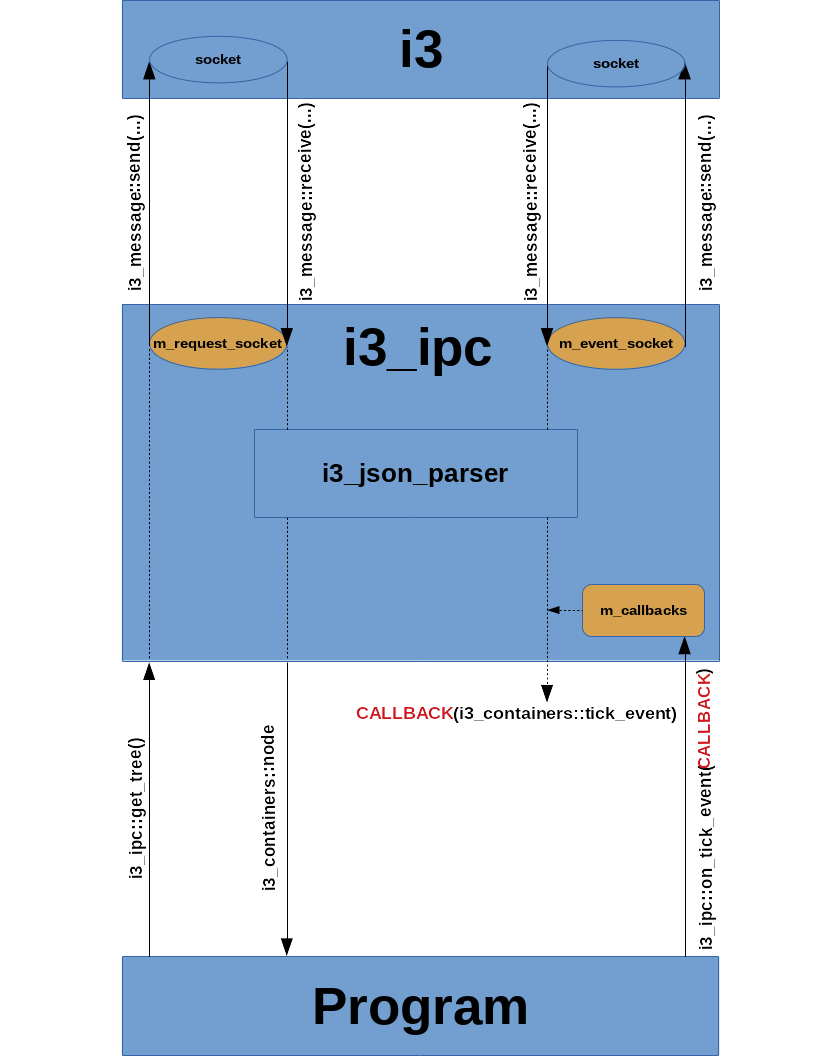 i3
socket
socket
i3_message::send(...)
i3_message::receive(...)
i3_message::receive(...)
i3_message::send(...)
i3_ipc
m_request_socket
m_event_socket
i3_json_parser
m_callbacks
CALLBACK(i3_containers::tick_event)
i3_ipc::get_tree()
i3_containers::node
i3_ipc::on_tick_event(CALLBACK)
Program